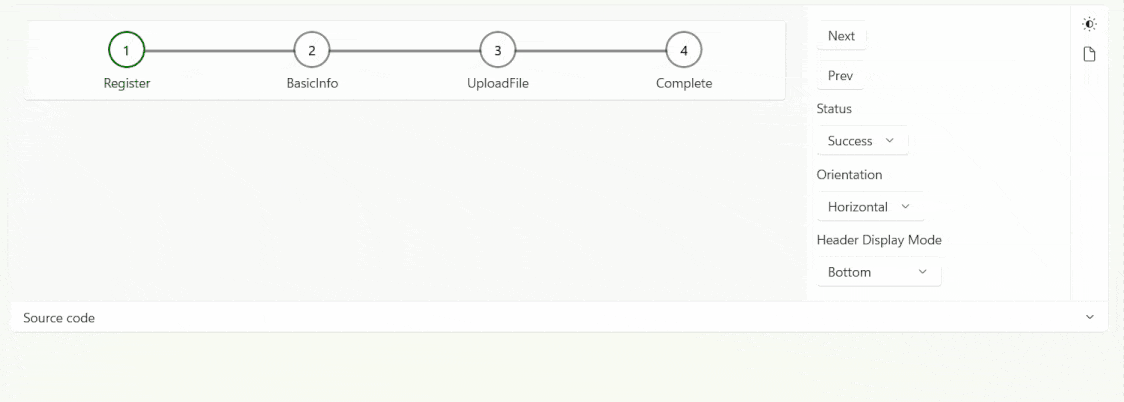 1 2 3 4
Register BasicInfo UploadFile Complete
Next
Prev
Status
Success
Orientation
Horizontal
Header Display Mode
Bottom
Source code